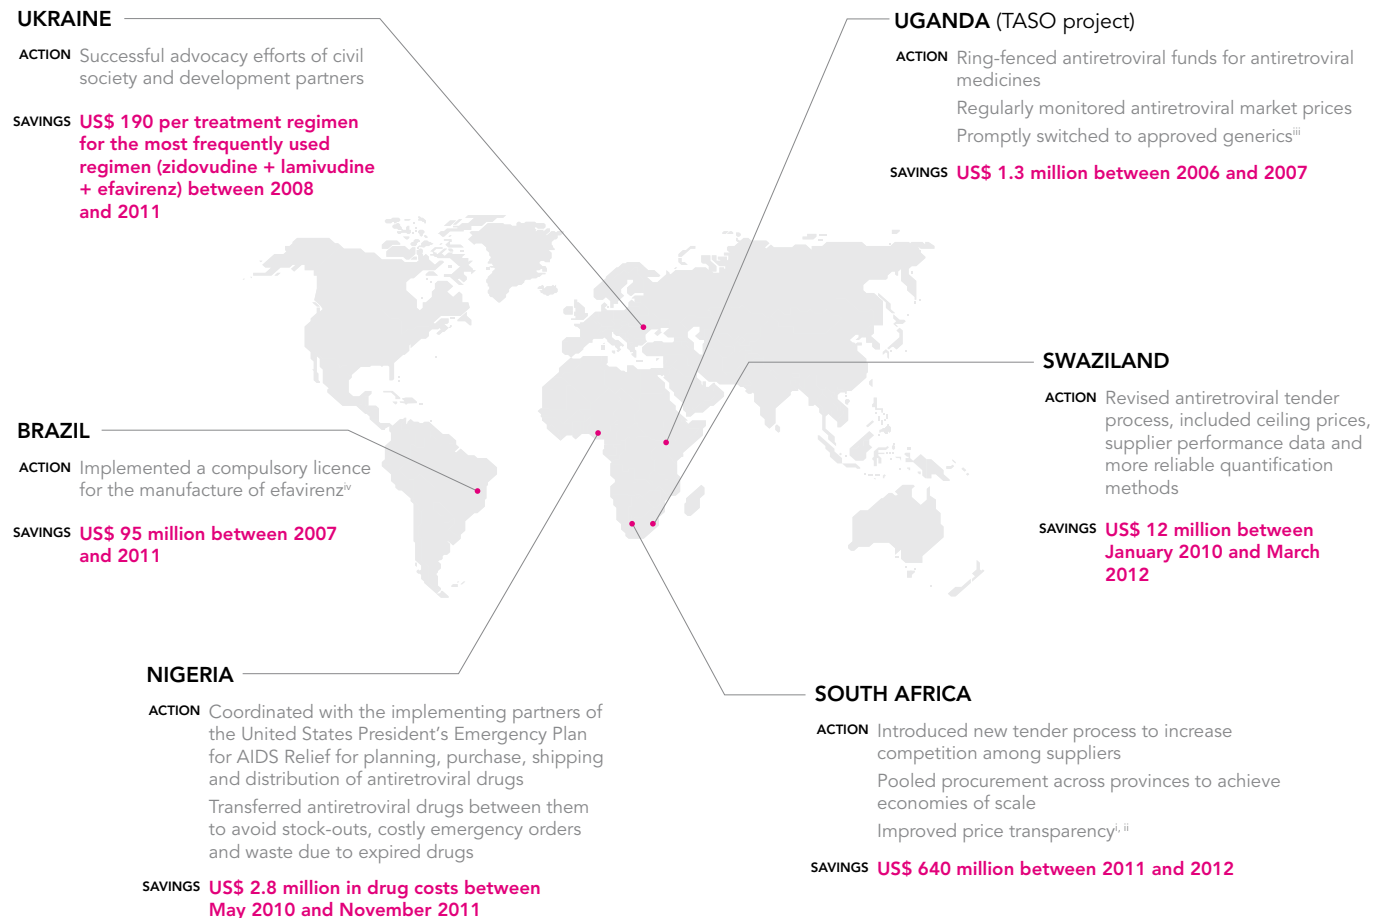 UKRAINE
ACTION Successful advocacy efforts of civil
society and development partners
SAVINGS US$ 190 per treatment regimen
for the most frequently used
regimen (zidovudine + lamivudine
+ efavirenz) between 2008
and 2011
UGANDA (TASO project)
ACTION Ring-fenced antiretroviral funds for antiretroviral
medicines
Regularly monitored antiretroviral market prices
Promptly switched to approved genericsⁱⁱⁱ
SAVINGS US$ 1.3 million between 2006 and 2007
SWAZILAND
ACTION Revised antiretroviral tender
process, included ceiling prices,
supplier performance data and
more reliable quantification
methods
SAVINGS US$ 12 million between
January 2010 and March
2012
BRAZIL
ACTION Implemented a compulsory licence
for the manufacture of efavirenzⁱᵛ
SAVINGS US$ 95 million between 2007
and 2011
NIGERIA
ACTION Coordinated with the implementing partners of
the United States President's Emergency Plan
for AIDS Relief for planning, purchase, shipping
and distribution of antiretroviral drugs
Transferred antiretroviral drugs between them
to avoid stock-outs, costly emergency orders
and waste due to expired drugs
SAVINGS US$ 2.8 million in drug costs between
May 2010 and November 2011
SOUTH AFRICA
ACTION Introduced new tender process to increase
competition among suppliers
Pooled procurement across provinces to achieve
economies of scale
Improved price transparencyⁱ, ⁱⁱ
SAVINGS US$ 640 million between 2011 and 2012